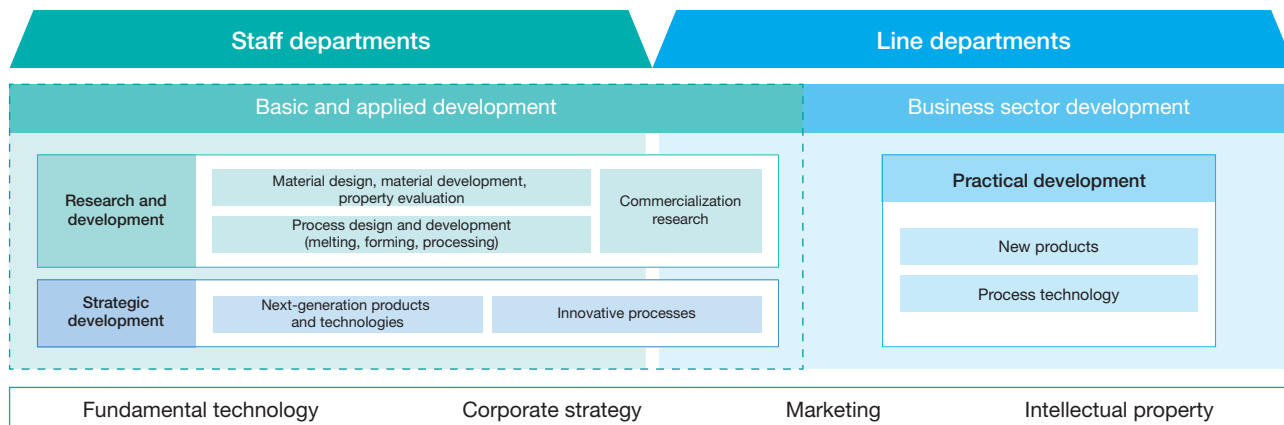 Staff departments
Line departments
Basic and applied development
Business sector development
Research and
development
Material design, material development,
property evaluation
Process design and development
(melting, forming, processing)
Commercialization
research
Strategic
development
Next-generation products
and technologies
Innovative processes
Practical development
New products
Process technology
Fundamental technology
Corporate strategy
Marketing
Intellectual property